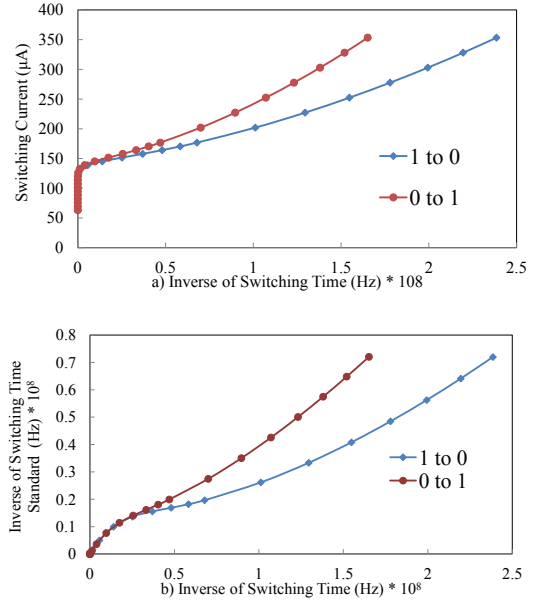 400
350
300
250
200
150
100
50
0
Switching Current (μA)
1 to 0
0 to 1
0 0.5 1 1.5 2 2.5
a) Inverse of Switching Time (Hz) * 108
0.8
0.7
0.6
0.5
0.4
0.3
0.2
0.1
0
Inverse of Switching Time
Standard (Hz) * 10⁸
1 to 0
0 to 1
0 0.5 1 1.5 2 2.5
b) Inverse of Switching Time (Hz) * 10⁸